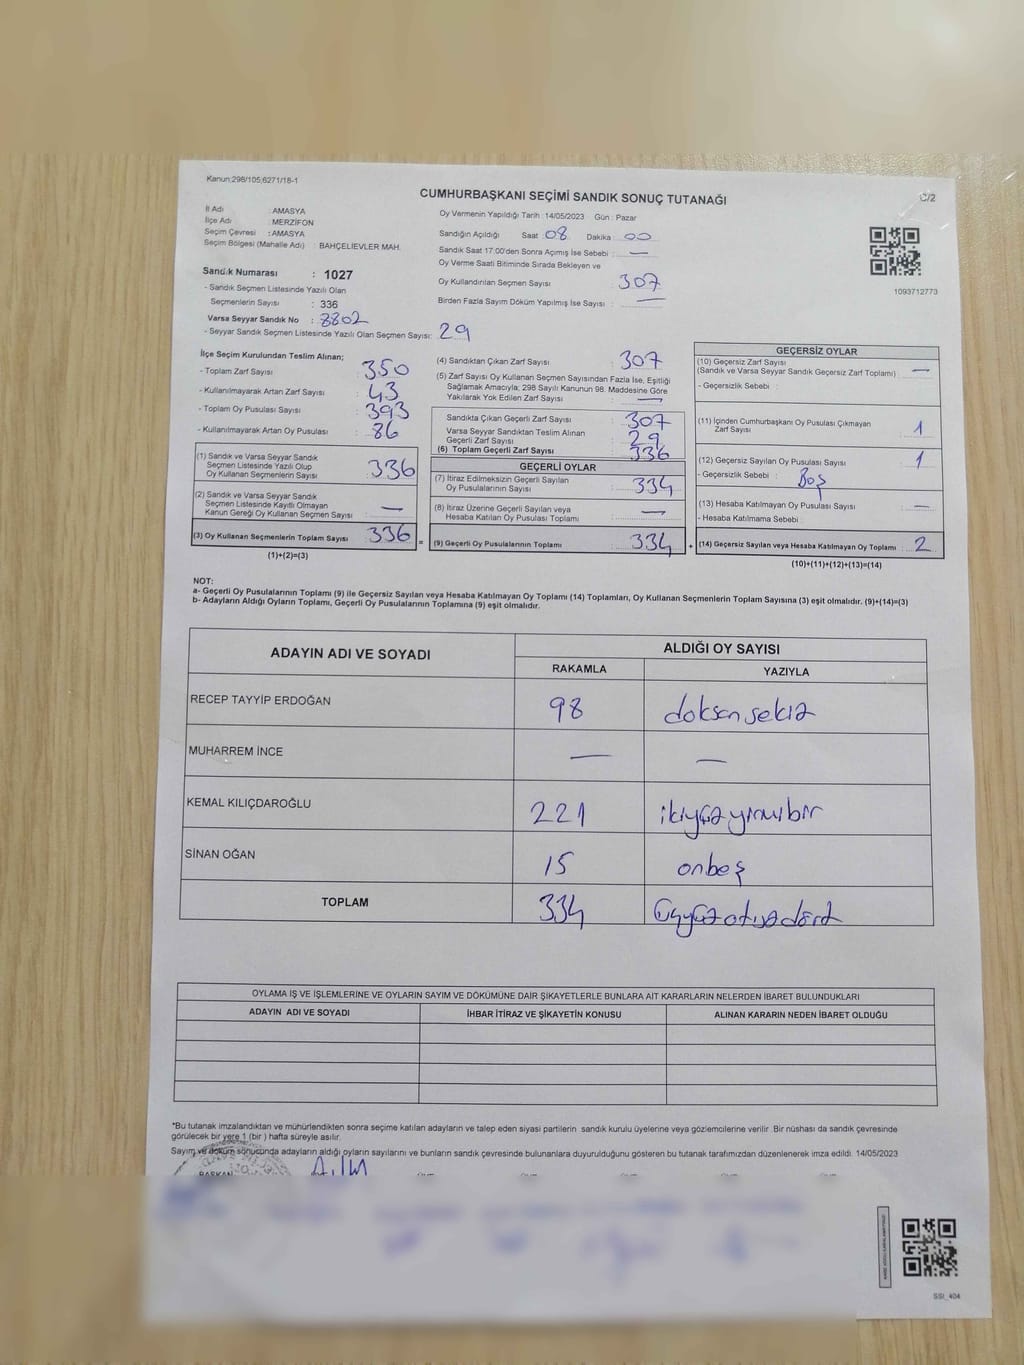 Kanun:298/105,6271/18-1
CUMHURBAŞKANI SEÇİMİ SANDIK SONUÇ TUTANAĞI
C/2
İl Adı : AMASYA
İlçe Adı : MERZİFON
Seçim Çevresi : AMASYA
Seçim Bölgesi (Mahalle Adı) : BAHÇELİEVLER MAH.
Sandık Numarası : 1027
- Sandık Seçmen Listesinde Yazılı Olan
Seçmenlerin Sayısı : 336
Varsa Seyyar Sandık No : 8802
- Seyyar Sandık Seçmen Listesinde Yazılı Olan Seçmen Sayısı: 29
Oy Vermenin Yapıldığı Tarih :14/05/2023 Gün : Pazar
Sandığın Açıldığı Saat 08 Dakika 00
Sandık Saat 17:00'den Sonra Açımış İse Sebebi : —
Oy Verme Saati Bitiminde Sırada Bekleyen ve
Oy Kullandırılan Seçmen Sayısı : 307
Birden Fazla Sayım Döküm Yapılmış İse Sayısı : —
1093712773
İlçe Seçim Kurulundan Teslim Alınan;
- Toplam Zarf Sayısı : 350
- Kullanılmayarak Artan Zarf Sayısı : 43
- Toplam Oy Pusulası Sayısı : 393
- Kullanılmayarak Artan Oy Pusulası : 86
(1) Sandık ve Varsa Seyyar Sandık
Seçmen Listesinde Yazılı Olup
Oy Kullanan Seçmenlerin Sayısı : 336
(2) Sandık ve Varsa Seyyar Sandık
Seçmen Listesinde Kayıtlı Olmayan
Kanun Gereği Oy Kullanan Seçmen Sayısı : —
(3) Oy Kullanan Seçmenlerin Toplam Sayısı : 336 =
(1)+(2)=(3)
(4) Sandıktan Çıkan Zarf Sayısı : 307
(5) Zarf Sayısı Oy Kullanan Seçmen Sayısından Fazla İse, Eşitliği
Sağlamak Amacıyla; 298 Sayılı Kanunun 98. Maddesine Göre
Yakılarak Yok Edilen Zarf Sayısı : —
Sandıkta Çıkan Geçerli Zarf Sayısı : 307
Varsa Seyyar Sandıktan Teslim Alınan
Geçerli Zarf Sayısı : 29
(6) Toplam Geçerli Zarf Sayısı : 336
GEÇERLİ OYLAR
(7) İtiraz Edilmeksizin Geçerli Sayılan
Oy Pusulalarının Sayısı : 334
(8) İtiraz Üzerine Geçerli Sayılan veya
Hesaba Katılan Oy Pusulası Toplamı : —
(9) Geçerli Oy Pusulalarının Toplamı : 334 +
GEÇERSİZ OYLAR
(10) Geçersiz Zarf Sayısı
(Sandık ve Varsa Seyyar Sandık Geçersiz Zarf Toplamı) : —
- Geçersizlik Sebebi :
(11) İçinden Cumhurbaşkanı Oy Pusulası Çıkmayan
Zarf Sayısı : 1
(12) Geçersiz Sayılan Oy Pusulası Sayısı : 1
- Geçersizlik Sebebi : Boş
(13) Hesaba Katılmayan Oy Pusulası Sayısı : —
- Hesaba Katılmama Sebebi :
(14) Geçersiz Sayılan veya Hesaba Katılmayan Oy Toplamı : 2
(10)+(11)+(12)+(13)=(14)
NOT:
a- Geçerli Oy Pusulalarının Toplamı (9) ile Geçersiz Sayılan veya Hesaba Katılmayan Oy Toplamı (14) Toplamları, Oy Kullanan Seçmenlerin Toplam Sayısına (3) eşit olmalıdır. (9)+(14)=(3)
b- Adayların Aldığı Oyların Toplamı, Geçerli Oy Pusulalarının Toplamına (9) eşit olmalıdır.
ADAYIN ADI VE SOYADI
ALDIĞI OY SAYISI
RAKAMLA YAZIYLA
RECEP TAYYİP ERDOĞAN 98 doksan sekiz
MUHARREM İNCE — —
KEMAL KILIÇDAROĞLU 221 ikiyüz yirmibir
SİNAN OĞAN 15 onbeş
TOPLAM 334 Üçyüzotuzdört
OYLAMA İŞ VE İŞLEMLERİNE VE OYLARIN SAYIM VE DÖKÜMÜNE DAİR ŞİKAYETLERLE BUNLARA AİT KARARLARIN NELERDEN İBARET BULUNDUKLARI
ADAYIN ADI VE SOYADI İHBAR İTİRAZ VE ŞİKAYETİN KONUSU ALINAN KARARIN NEDEN İBARET OLDUĞU
*Bu tutanak imzalandıktan ve mühürlendikten sonra seçime katılan adayların ve talep eden siyasi partilerin sandık kurulu üyelerine veya gözlemcilerine verilir. Bir nüshası da sandık çevresinde
görülecek bir yere 1 (bir) hafta süreyle asılır.
Sayım ve döküm sonucunda adayların aldığı oyların sayılarını ve bunların sandık çevresinde bulunanlara duyurulduğunu gösteren bu tutanak tarafımızdan düzenlenerek imza edildi. 14/05/2023
BAŞKAN
SSI_404